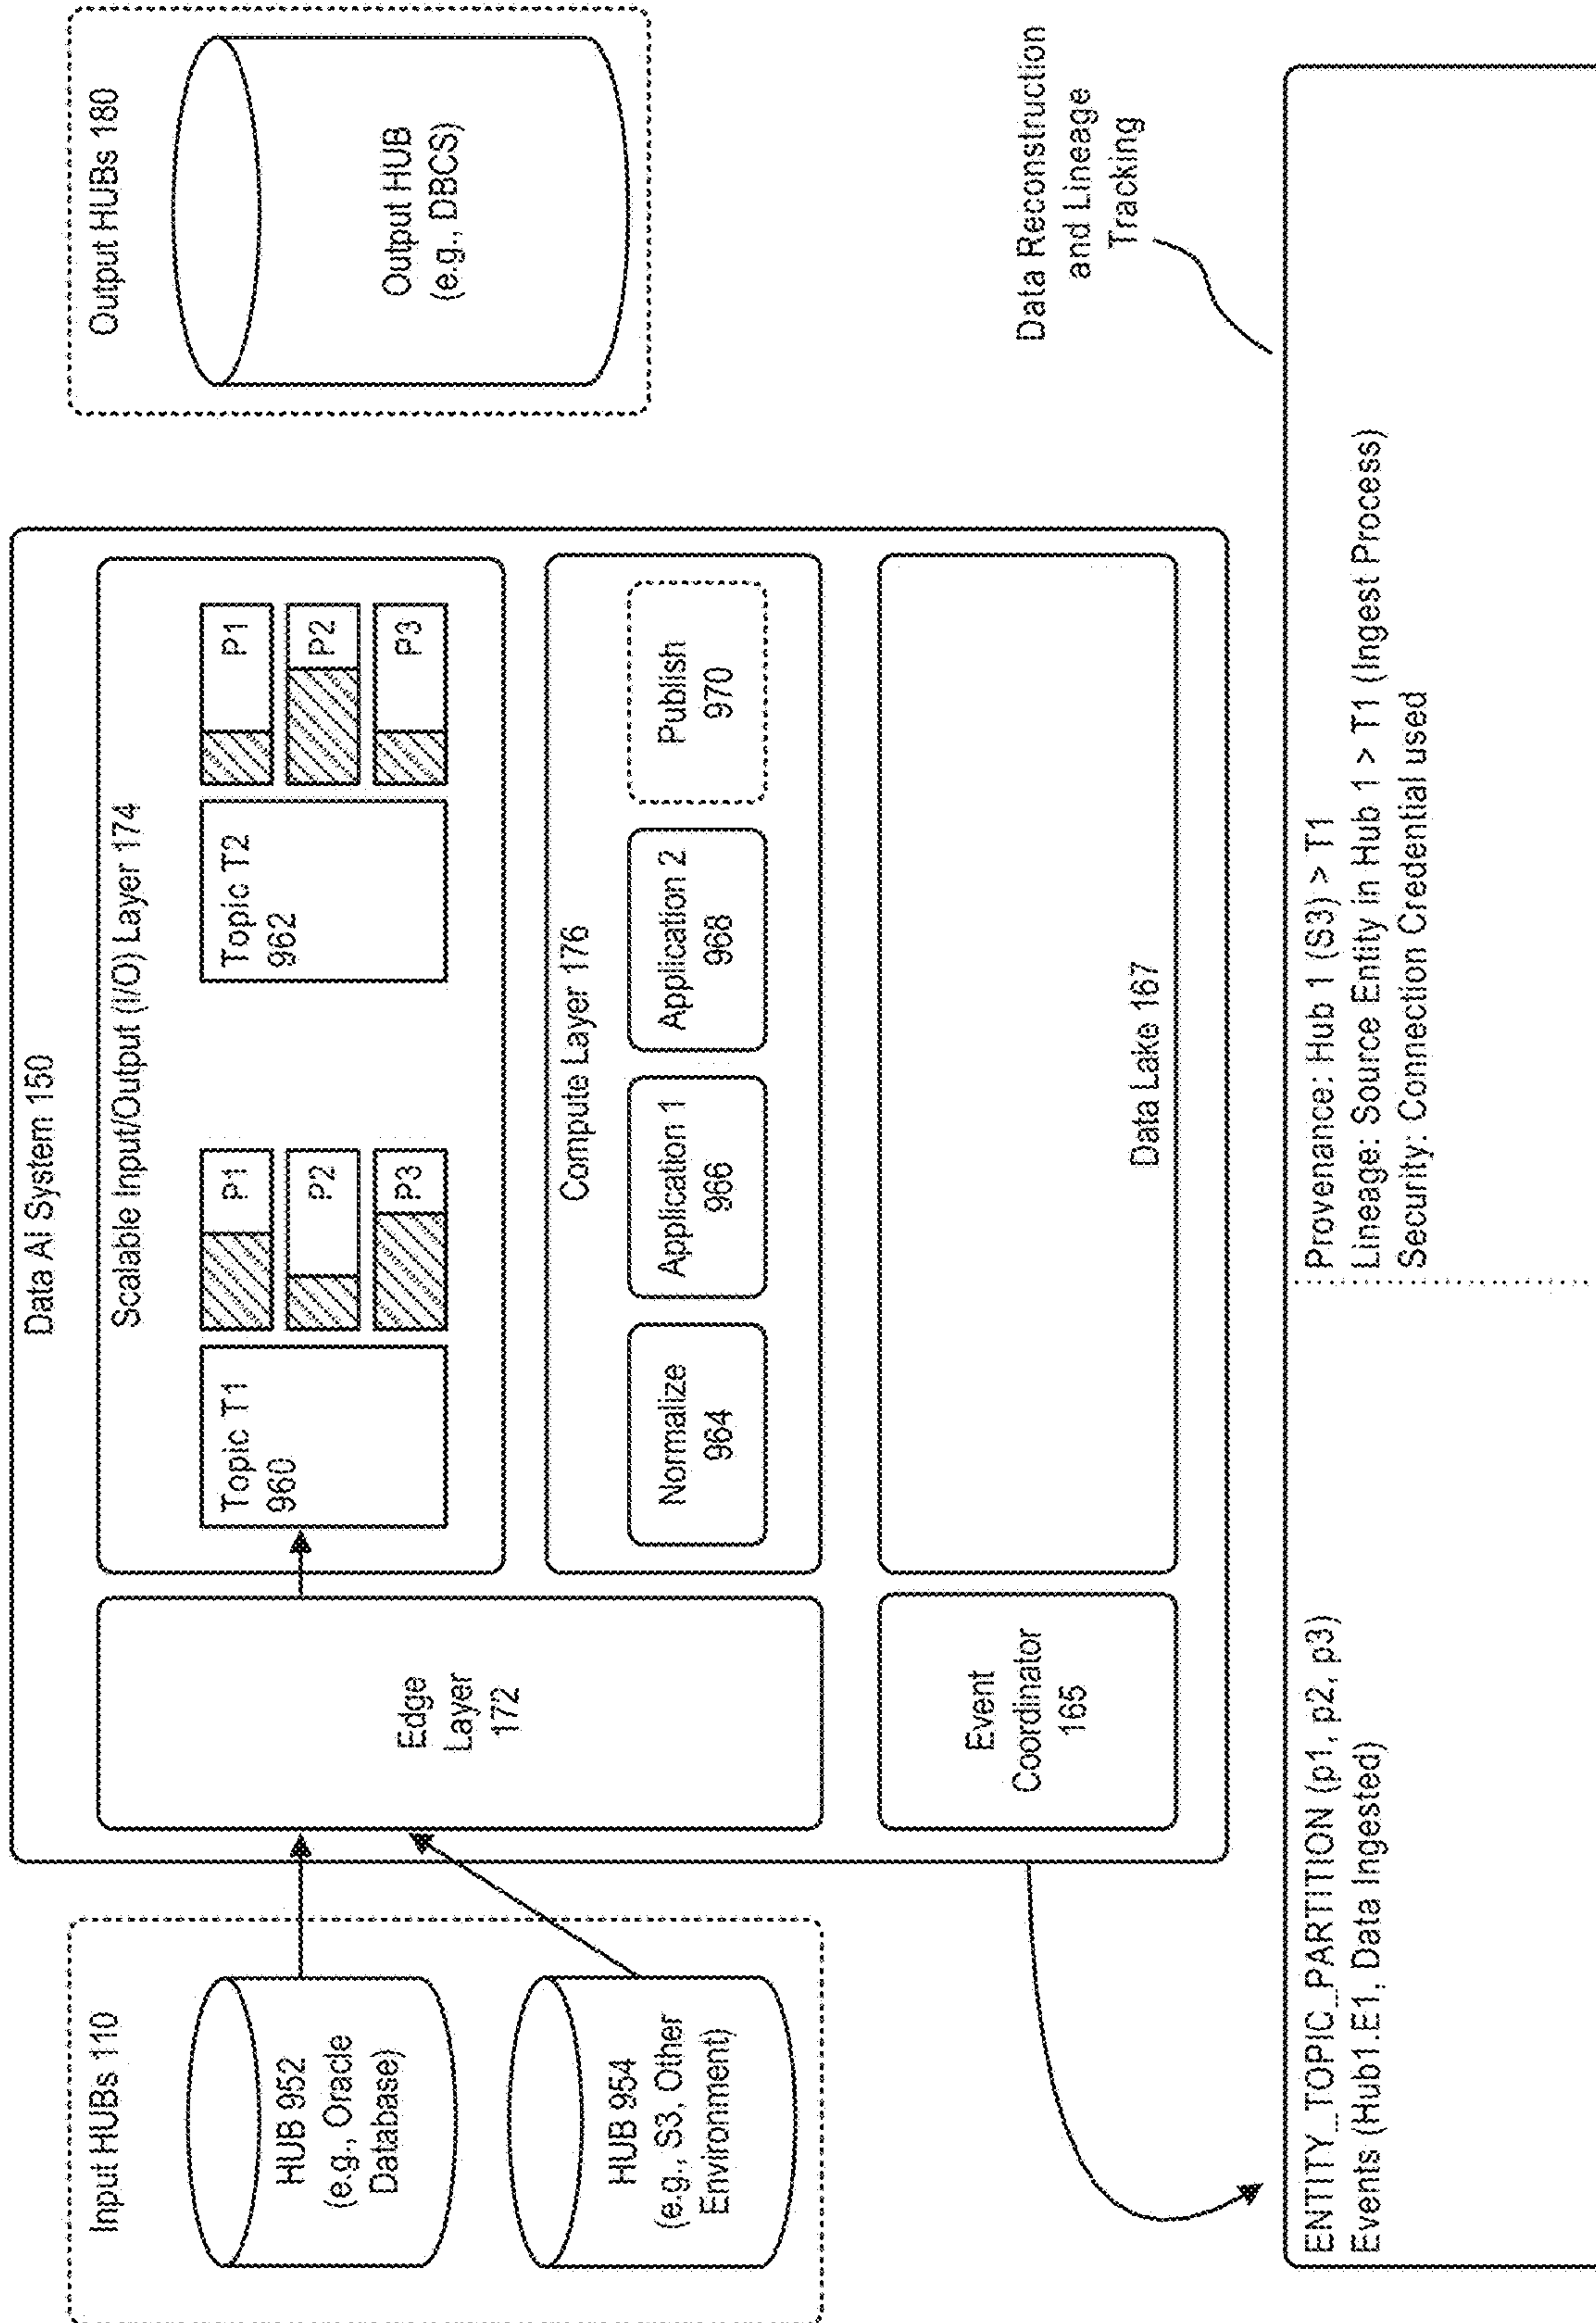 Input HUBs 110
HUB 952
(e.g., Oracle
Database)
HUB 954
(e.g., S3, Other
Environment)
Data AI System 150
Edge
Layer
172
Scalable Input/Output (I/O) Layer 174
Topic T1
960
P1
P2
P3
Topic T2
962
P1
P2
P3
Compute Layer 176
Normalize
964
Application 1
966
Application 2
968
Publish
970
Event
Coordinator
165
Data Lake 167
Output HUBs 180
Output HUB
(e.g., DBCS)
Data Reconstruction
and Lineage
Tracking
ENTITY_TOPIC_PARTITION (p1, p2, p3)
Events (Hub1.E1, Data Ingested)
Provenance: Hub 1 (S3) > T1
Lineage: Source Entity in Hub 1 > T1 (Ingest Process)
Security: Connection Credential used